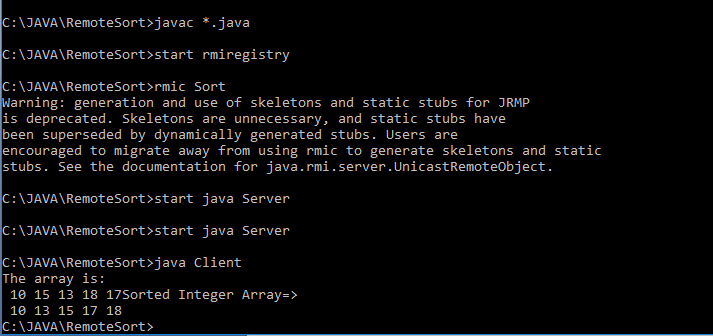 C:\JAVA\RemoteSort>javac *.java
C:\JAVA\RemoteSort>start rmiregistry
C:\JAVA\RemoteSort>rmic Sort
Warning: generation and use of skeletons and static stubs for JRMP
is deprecated. Skeletons are unnecessary, and static stubs have
been superseded by dynamically generated stubs. Users are
encouraged to migrate away from using rmic to generate skeletons and static
stubs. See the documentation for java.rmi.server.UnicastRemoteObject.
C:\JAVA\RemoteSort>start java Server
C:\JAVA\RemoteSort>start java Server
C:\JAVA\RemoteSort>java Client
The array is:
 10 15 13 18 17Sorted Integer Array=>
 10 13 15 17 18
C:\JAVA\RemoteSort>